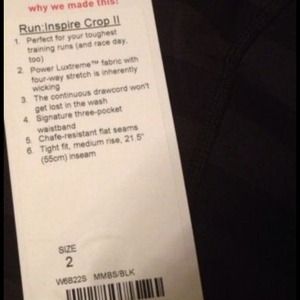 why we made this:
Run:Inspire Crop II
1. Perfect for your toughest
training runs (and race day,
too)
2. Power Luxtreme™ fabric with
four-way stretch is inherently
wicking
3. The continuous drawcord won't
get lost in the wash
4. Signature three-pocket
waistband
5. Chafe-resistant flat seams
6. Tight fit, medium rise, 21.5"
(55cm) inseam
SIZE
2
W6B22S MMBS/BLK